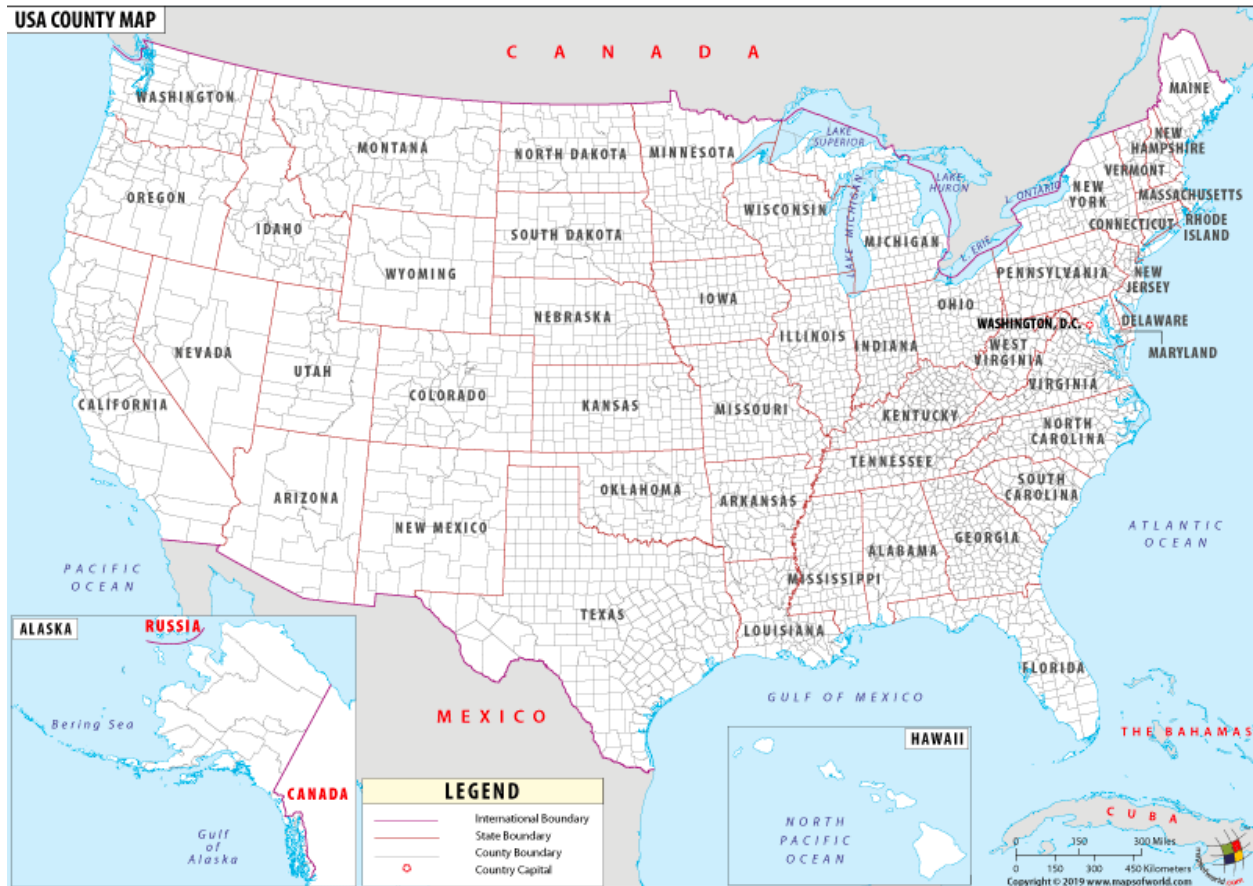 USA COUNTY MAP
CANADA
WASHINGTON
MONTANA
NORTH DAKOTA
MINNESOTA
LAKE
SUPERIOR
MAINE
NEW
HAMPSHIRE
VERMONT
OREGON
IDAHO
SOUTH DAKOTA
WISCONSIN
LAKE MICHIGAN
LAKE
HURON
MICHIGAN
L. ONTARIO
NEW
YORK
MASSACHUSETTS
CONNECTICUT
RHODE
ISLAND
WYOMING
L. ERIE
PENNSYLVANIA
NEW
JERSEY
IOWA
NEBRASKA
OHIO
ILLINOIS
INDIANA
WASHINGTON, D.C.
DELAWARE
MARYLAND
WEST
VIRGINIA
VIRGINIA
NEVADA
UTAH
COLORADO
KANSAS
MISSOURI
KENTUCKY
CALIFORNIA
NORTH
CAROLINA
TENNESSEE
ARIZONA
NEW MEXICO
OKLAHOMA
ARKANSAS
SOUTH
CAROLINA
GEORGIA
ALABAMA
MISSISSIPPI
ATLANTIC
OCEAN
PACIFIC
OCEAN
TEXAS
LOUISIANA
FLORIDA
GULF OF MEXICO
MEXICO
THE BAHAMAS
CUBA
ALASKA
RUSSIA
Bering Sea
CANADA
Gulf
of
Alaska
LEGEND
International Boundary
State Boundary
County Boundary
Country Capital
HAWAII
NORTH
PACIFIC
OCEAN
0 150 300 Miles
0 150 300 450 Kilometers
Copyright © 2019 www.mapsofworld.com
mapsofworld.com